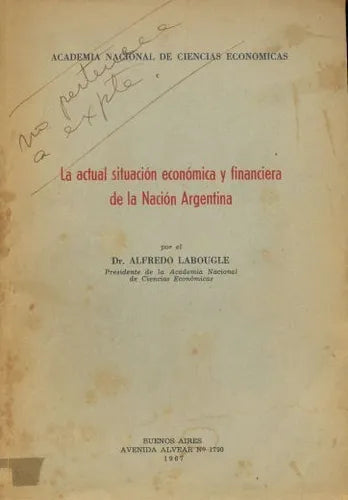 ACADEMIA NACIONAL DE CIENCIAS ECONOMICAS
no pertenece
a expte.
La actual situación económica y financiera
de la Nación Argentina
por el
Dr. ALFREDO LABOUGLE
Presidente de la Academia Nacional
de Ciencias Económicas
BUENOS AIRES
AVENIDA ALVEAR Nº 1790
1967